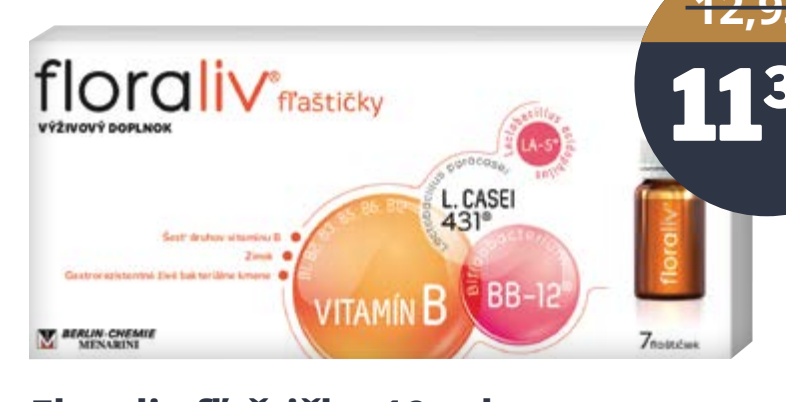 floraliv® fľaštičky
VÝŽIVOVÝ DOPLNOK
12,9
11³
Lactobacillus acidophilus
LA-5®
Lactobacillus paracasei
L. CASEI
431®
B1, B2, B3, B5, B6, B12
Šesť druhov vitamínu B
Zinok
Gastrorezistentné živé bakteriálne kmene
Bifidobacterium
VITAMÍN B
BB-12®
floraliv®
BERLIN-CHEMIE
MENARINI
7 fľaštičiek